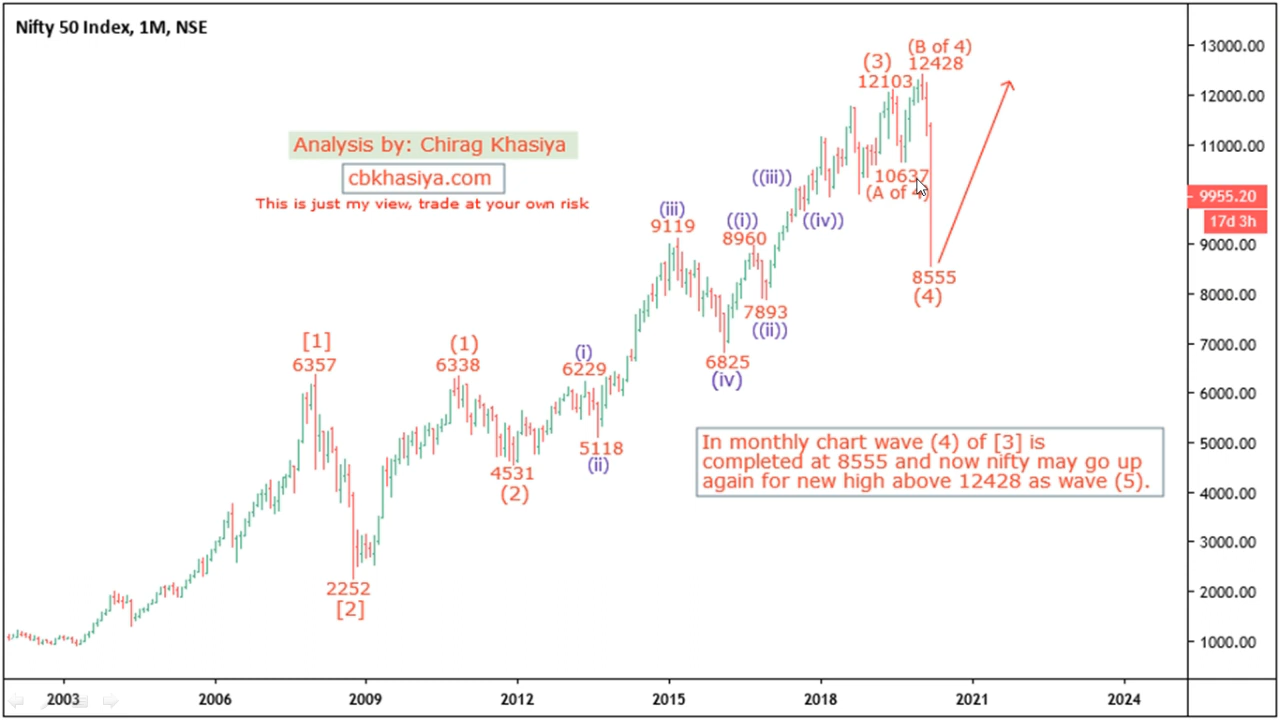 Nifty 50 Index, 1M, NSE
(B of 4)
12428
(3)
12103
13000.00
12000.00
Analysis by: Chirag Khasiya
cbkhasiya.com
This is just my view, trade at your own risk
11000.00
10637
(A of 4)
((iii))
((iv))
9955.20
17d 3h
(iii)
9119
((i))
8960
9000.00
8555
(4)
8000.00
7893
((ii))
7000.00
[1]
6357
(1)
6338
(i)
6229
6825
(iv)
6000.00
5118
(ii)
5000.00
4531
(2)
In monthly chart wave (4) of [3] is
completed at 8555 and now nifty may go up
again for new high above 12428 as wave (5).
4000.00
3000.00
2252
[2]
2000.00
1000.00
2003 2006 2009 2012 2015 2018 2021 2024